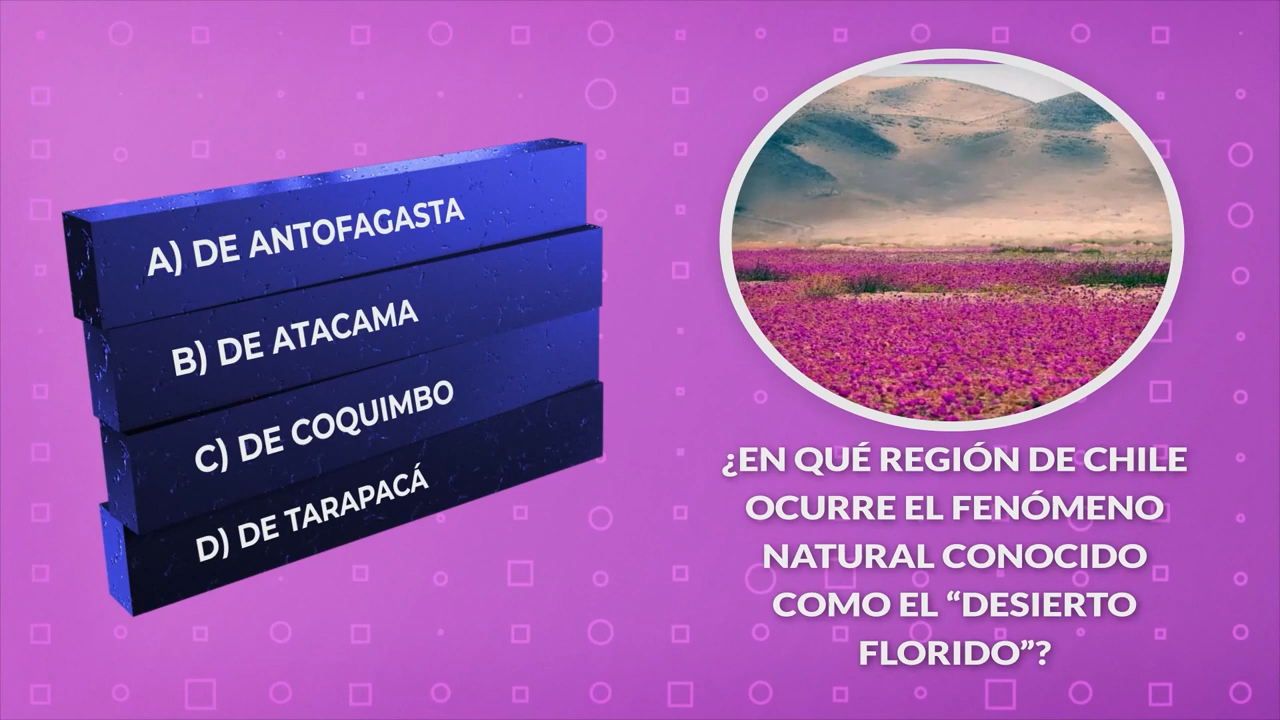 A) DE ANTOFAGASTA
B) DE ATACAMA
C) DE COQUIMBO
D) DE TARAPACÁ
¿EN QUÉ REGIÓN DE CHILE
OCURRE EL FENÓMENO
NATURAL CONOCIDO
COMO EL “DESIERTO
FLORIDO”?